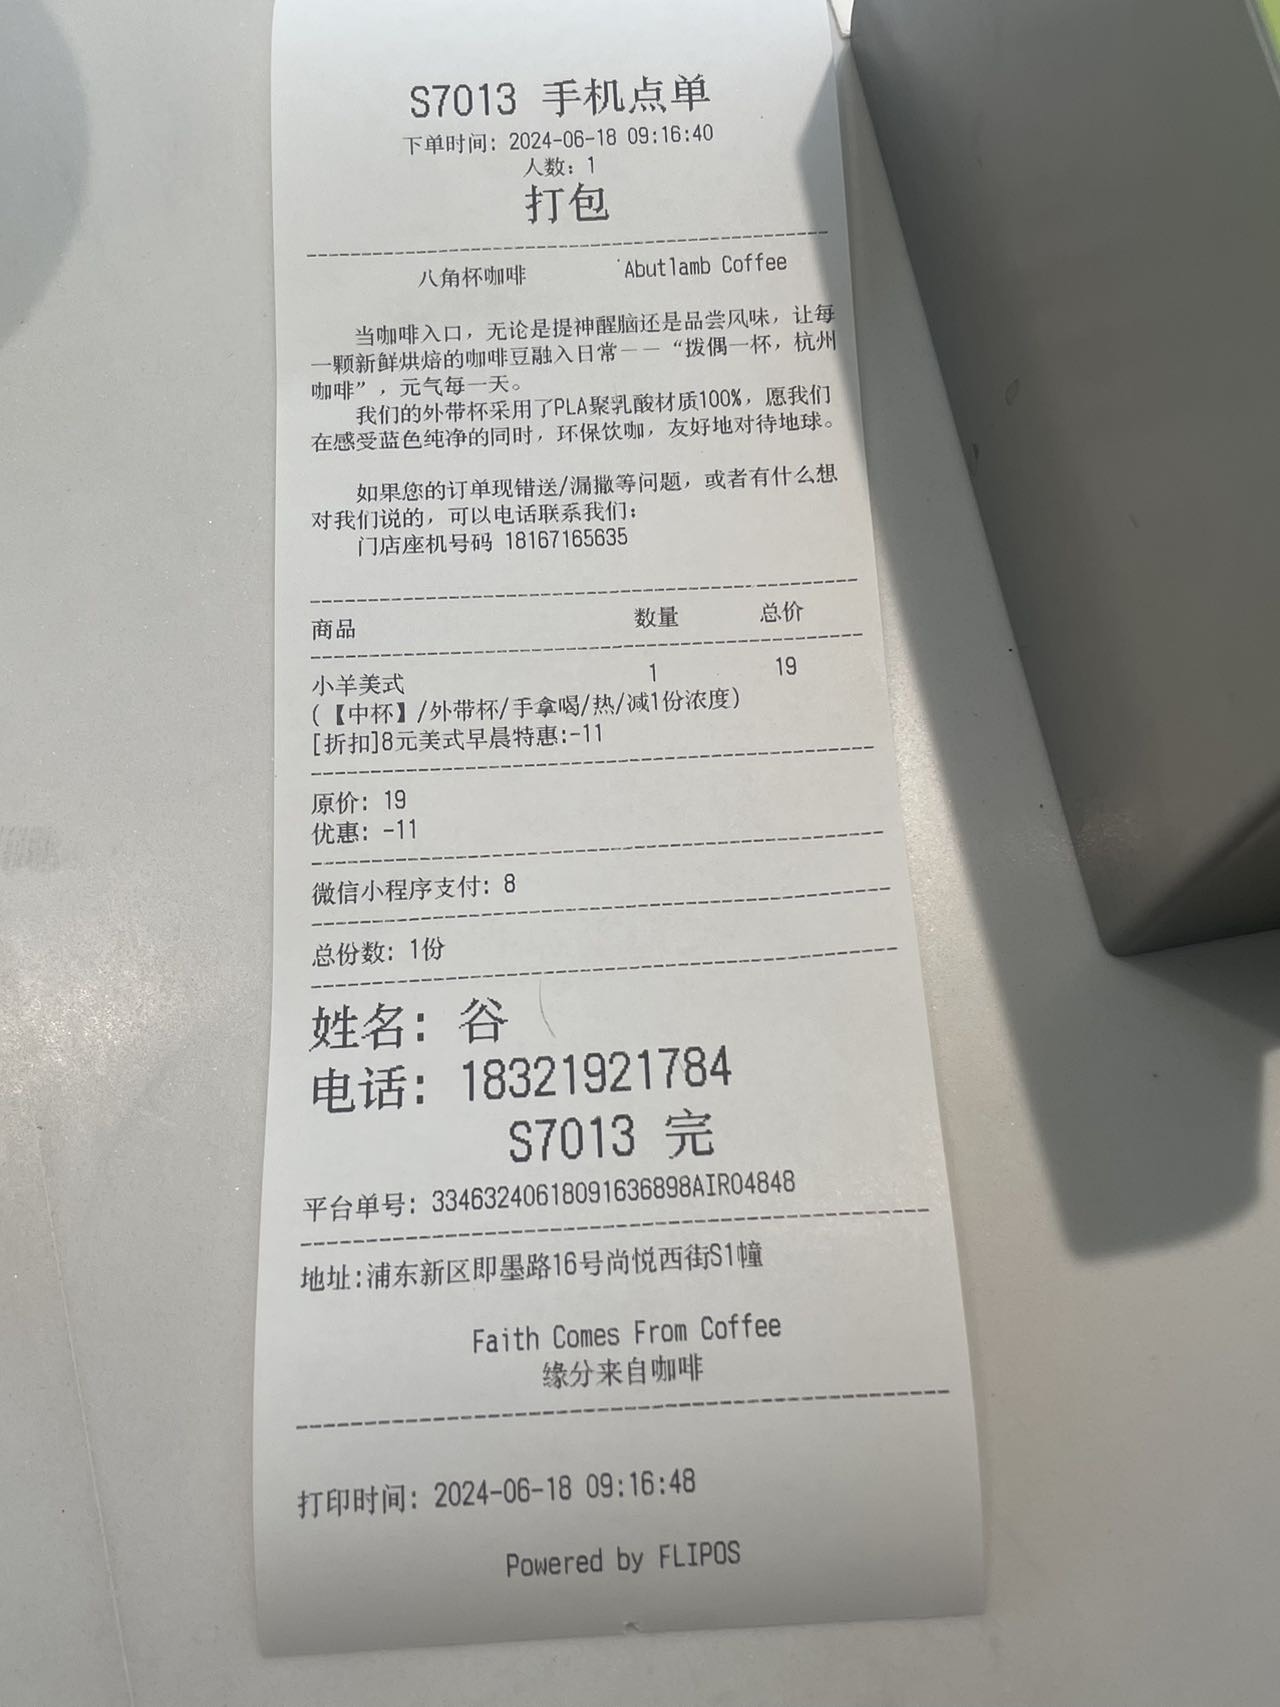 S7013 手机点单
下单时间: 2024-06-18 09:16:40
人数: 1
打包
八角杯咖啡 Abutlamb Coffee
当咖啡入口，无论是提神醒脑还是品尝风味，让每
一颗新鲜烘焙的咖啡豆融入日常——“拨偶一杯，杭州
咖啡”，元气每一天。
我们的外带杯采用了PLA聚乳酸材质100%，愿我们
在感受蓝色纯净的同时，环保饮咖，友好地对待地球。
如果您的订单现错送/漏撒等问题，或者有什么想
对我们说的，可以电话联系我们：
门店座机号码 18167165635
商品 数量 总价
小羊美式 1 19
(【中杯】/外带杯/手拿喝/热/减1份浓度)
[折扣]8元美式早晨特惠:-11
原价: 19
优惠: -11
微信小程序支付: 8
总份数: 1份
姓名: 谷
电话: 18321921784
S7013 完
平台单号: 33463240618091636898AIR04848
地址:浦东新区即墨路16号尚悦西街S1幢
Faith Comes From Coffee
缘分来自咖啡
打印时间: 2024-06-18 09:16:48
Powered by FLIPOS